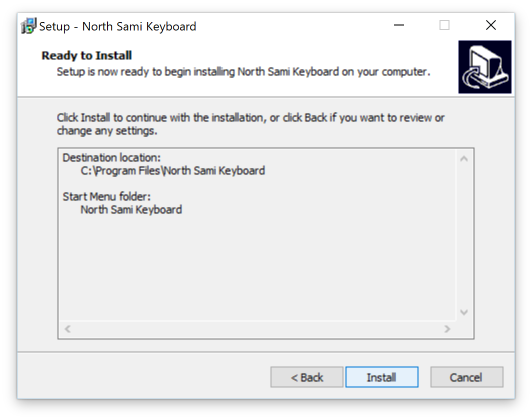 Setup - North Sami Keyboard
Ready to Install
Setup is now ready to begin installing North Sami Keyboard on your computer.
Click Install to continue with the installation, or click Back if you want to review or
change any settings.
Destination location:
C:\Program Files\North Sami Keyboard
Start Menu folder:
North Sami Keyboard
< Back
Install
Cancel